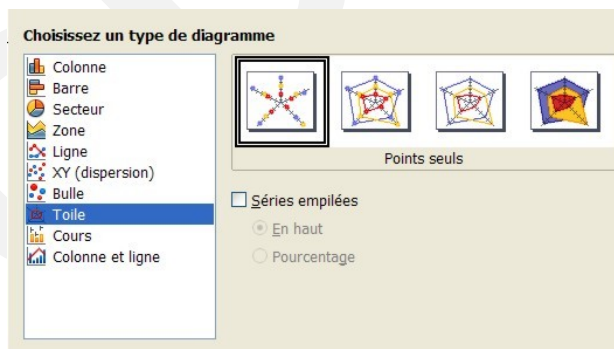 Choisissez un type de diagramme
Colonne
Barre
Secteur
Zone
Ligne
XY (dispersion)
Bulle
Toile
Cours
Colonne et ligne
Points seuls
Séries empilées
En haut
Pourcentage